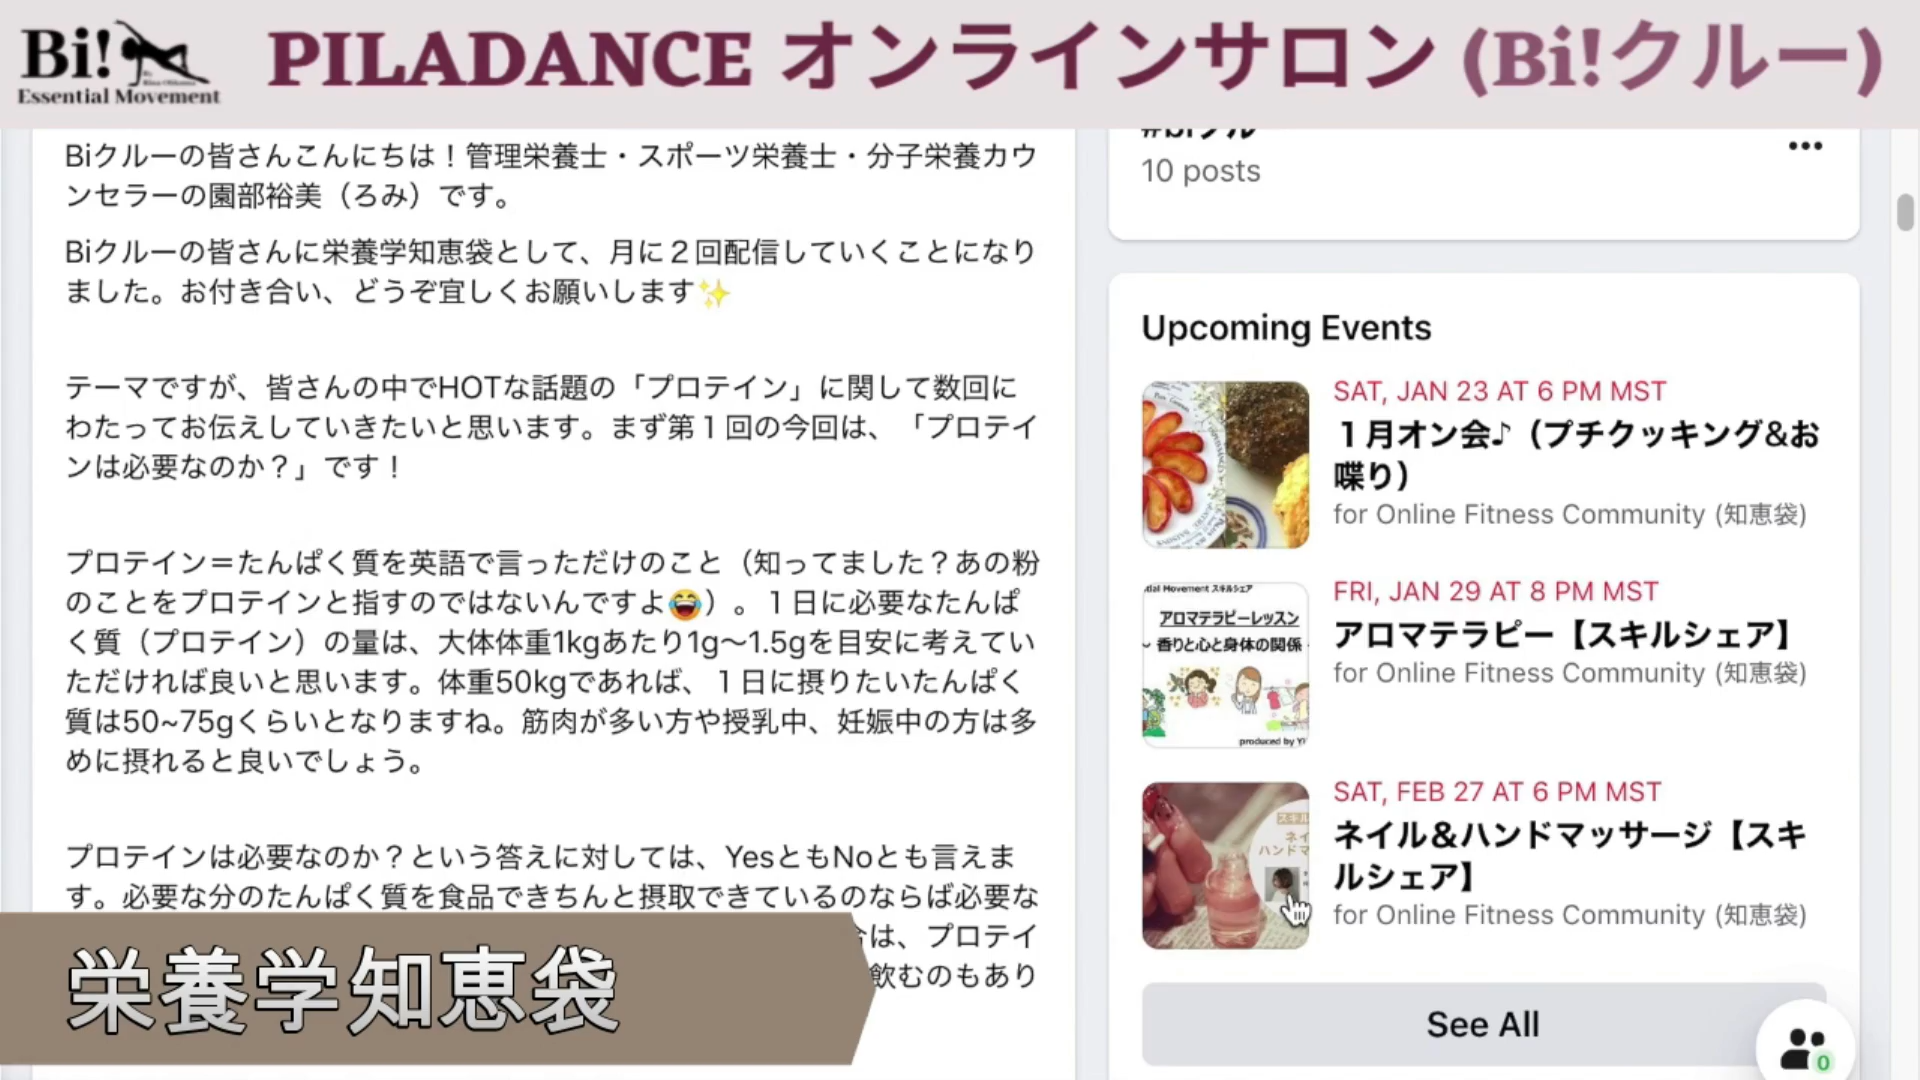 Bi!
Essential Movement
PILADANCE オンラインサロン (Bi!クルー)
Biクルーの皆さんこんにちは！管理栄養士・スポーツ栄養士・分子栄養カウ
ンセラーの園部裕美（ろみ）です。
Biクルーの皆さんに栄養学知恵袋として、月に２回配信していくことになり
ました。お付き合い、どうぞ宜しくお願いします✨
テーマですが、皆さんの中でHOTな話題の「プロテイン」に関して数回に
わたってお伝えしていきたいと思います。まず第１回の今回は、「プロテイ
ンは必要なのか？」です！
プロテイン＝たんぱく質を英語で言っただけのこと（知ってました？あの粉
のことをプロテインと指すのではないんですよ😂）。１日に必要なたんぱ
く質（プロテイン）の量は、大体体重1kgあたり1g〜1.5gを目安に考えてい
ただければ良いと思います。体重50kgであれば、１日に摂りたいたんぱく
質は50~75gくらいとなりますね。筋肉が多い方や授乳中、妊娠中の方は多
めに摂れると良いでしょう。
プロテインは必要なのか？という答えに対しては、YesともNoとも言えま
す。必要な分のたんぱく質を食品できちんと摂取できているのならば必要な
は、プロテイ
飲むのもあり
栄養学知恵袋
#biクル
10 posts
Upcoming Events
SAT, JAN 23 AT 6 PM MST
１月オン会♪（プチクッキング&お
喋り）
for Online Fitness Community (知恵袋)
Movement スキルシェア
アロマテラピーレッスン
香りと心と身体の関係
produced by
FRI, JAN 29 AT 8 PM MST
アロマテラピー【スキルシェア】
for Online Fitness Community (知恵袋)
ハンドマ
SAT, FEB 27 AT 6 PM MST
ネイル＆ハンドマッサージ【スキ
ルシェア】
for Online Fitness Community (知恵袋)
See All
0